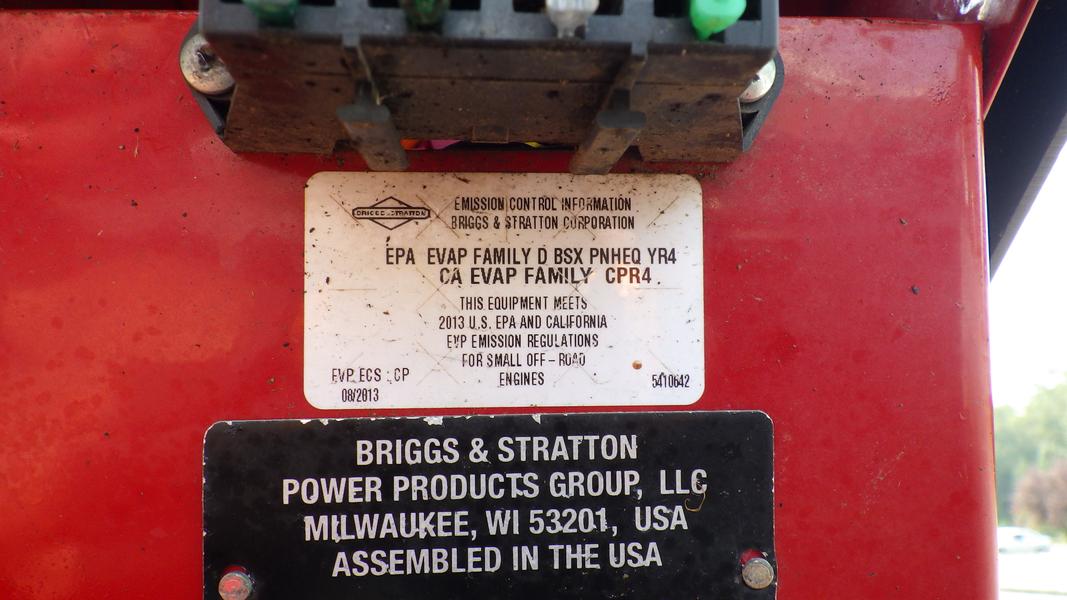 BRIGGS & STRATTON
EMISSION CONTROL INFORMATION
BRIGGS & STRATTON CORPORATION
EPA EVAP FAMILY D BSX PNHEQ YR4
CA EVAP FAMILY CPR4
THIS EQUIPMENT MEETS
2013 U.S. EPA AND CALIFORNIA
EVP EMISSION REGULATIONS
FOR SMALL OFF-ROAD
ENGINES
EVP ECS : CP
08/2013
5410642
BRIGGS & STRATTON
POWER PRODUCTS GROUP, LLC
MILWAUKEE, WI 53201, USA
ASSEMBLED IN THE USA